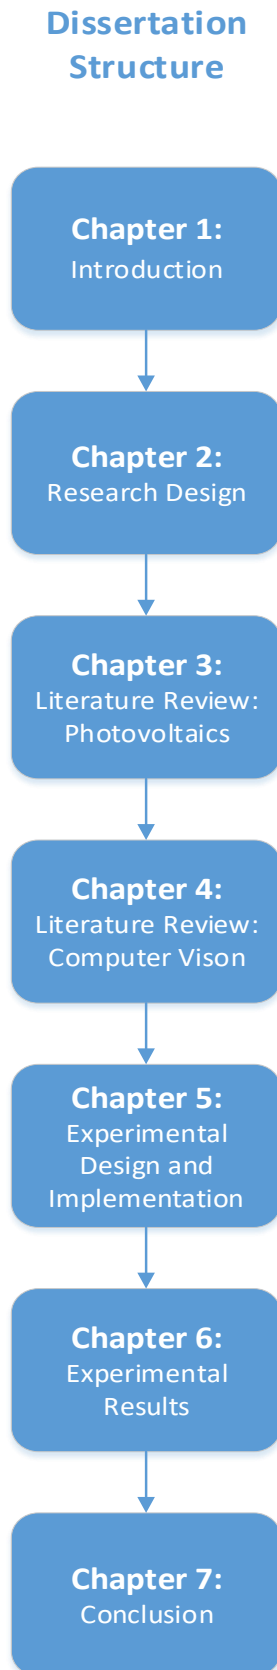 Dissertation
Structure
Chapter 1:
Introduction
Chapter 2:
Research Design
Chapter 3:
Literature Review:
Photovoltaics
Chapter 4:
Literature Review:
Computer Vison
Chapter 5:
Experimental
Design and
Implementation
Chapter 6:
Experimental
Results
Chapter 7:
Conclusion